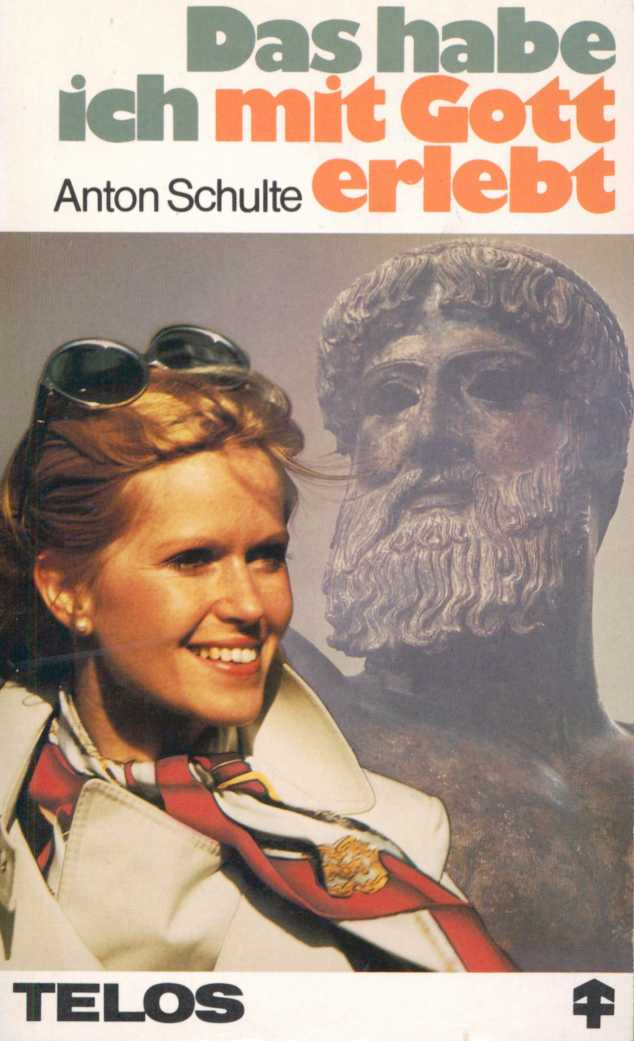 Das habe
ich mit Gott
Anton Schulte erlebt
TELOS